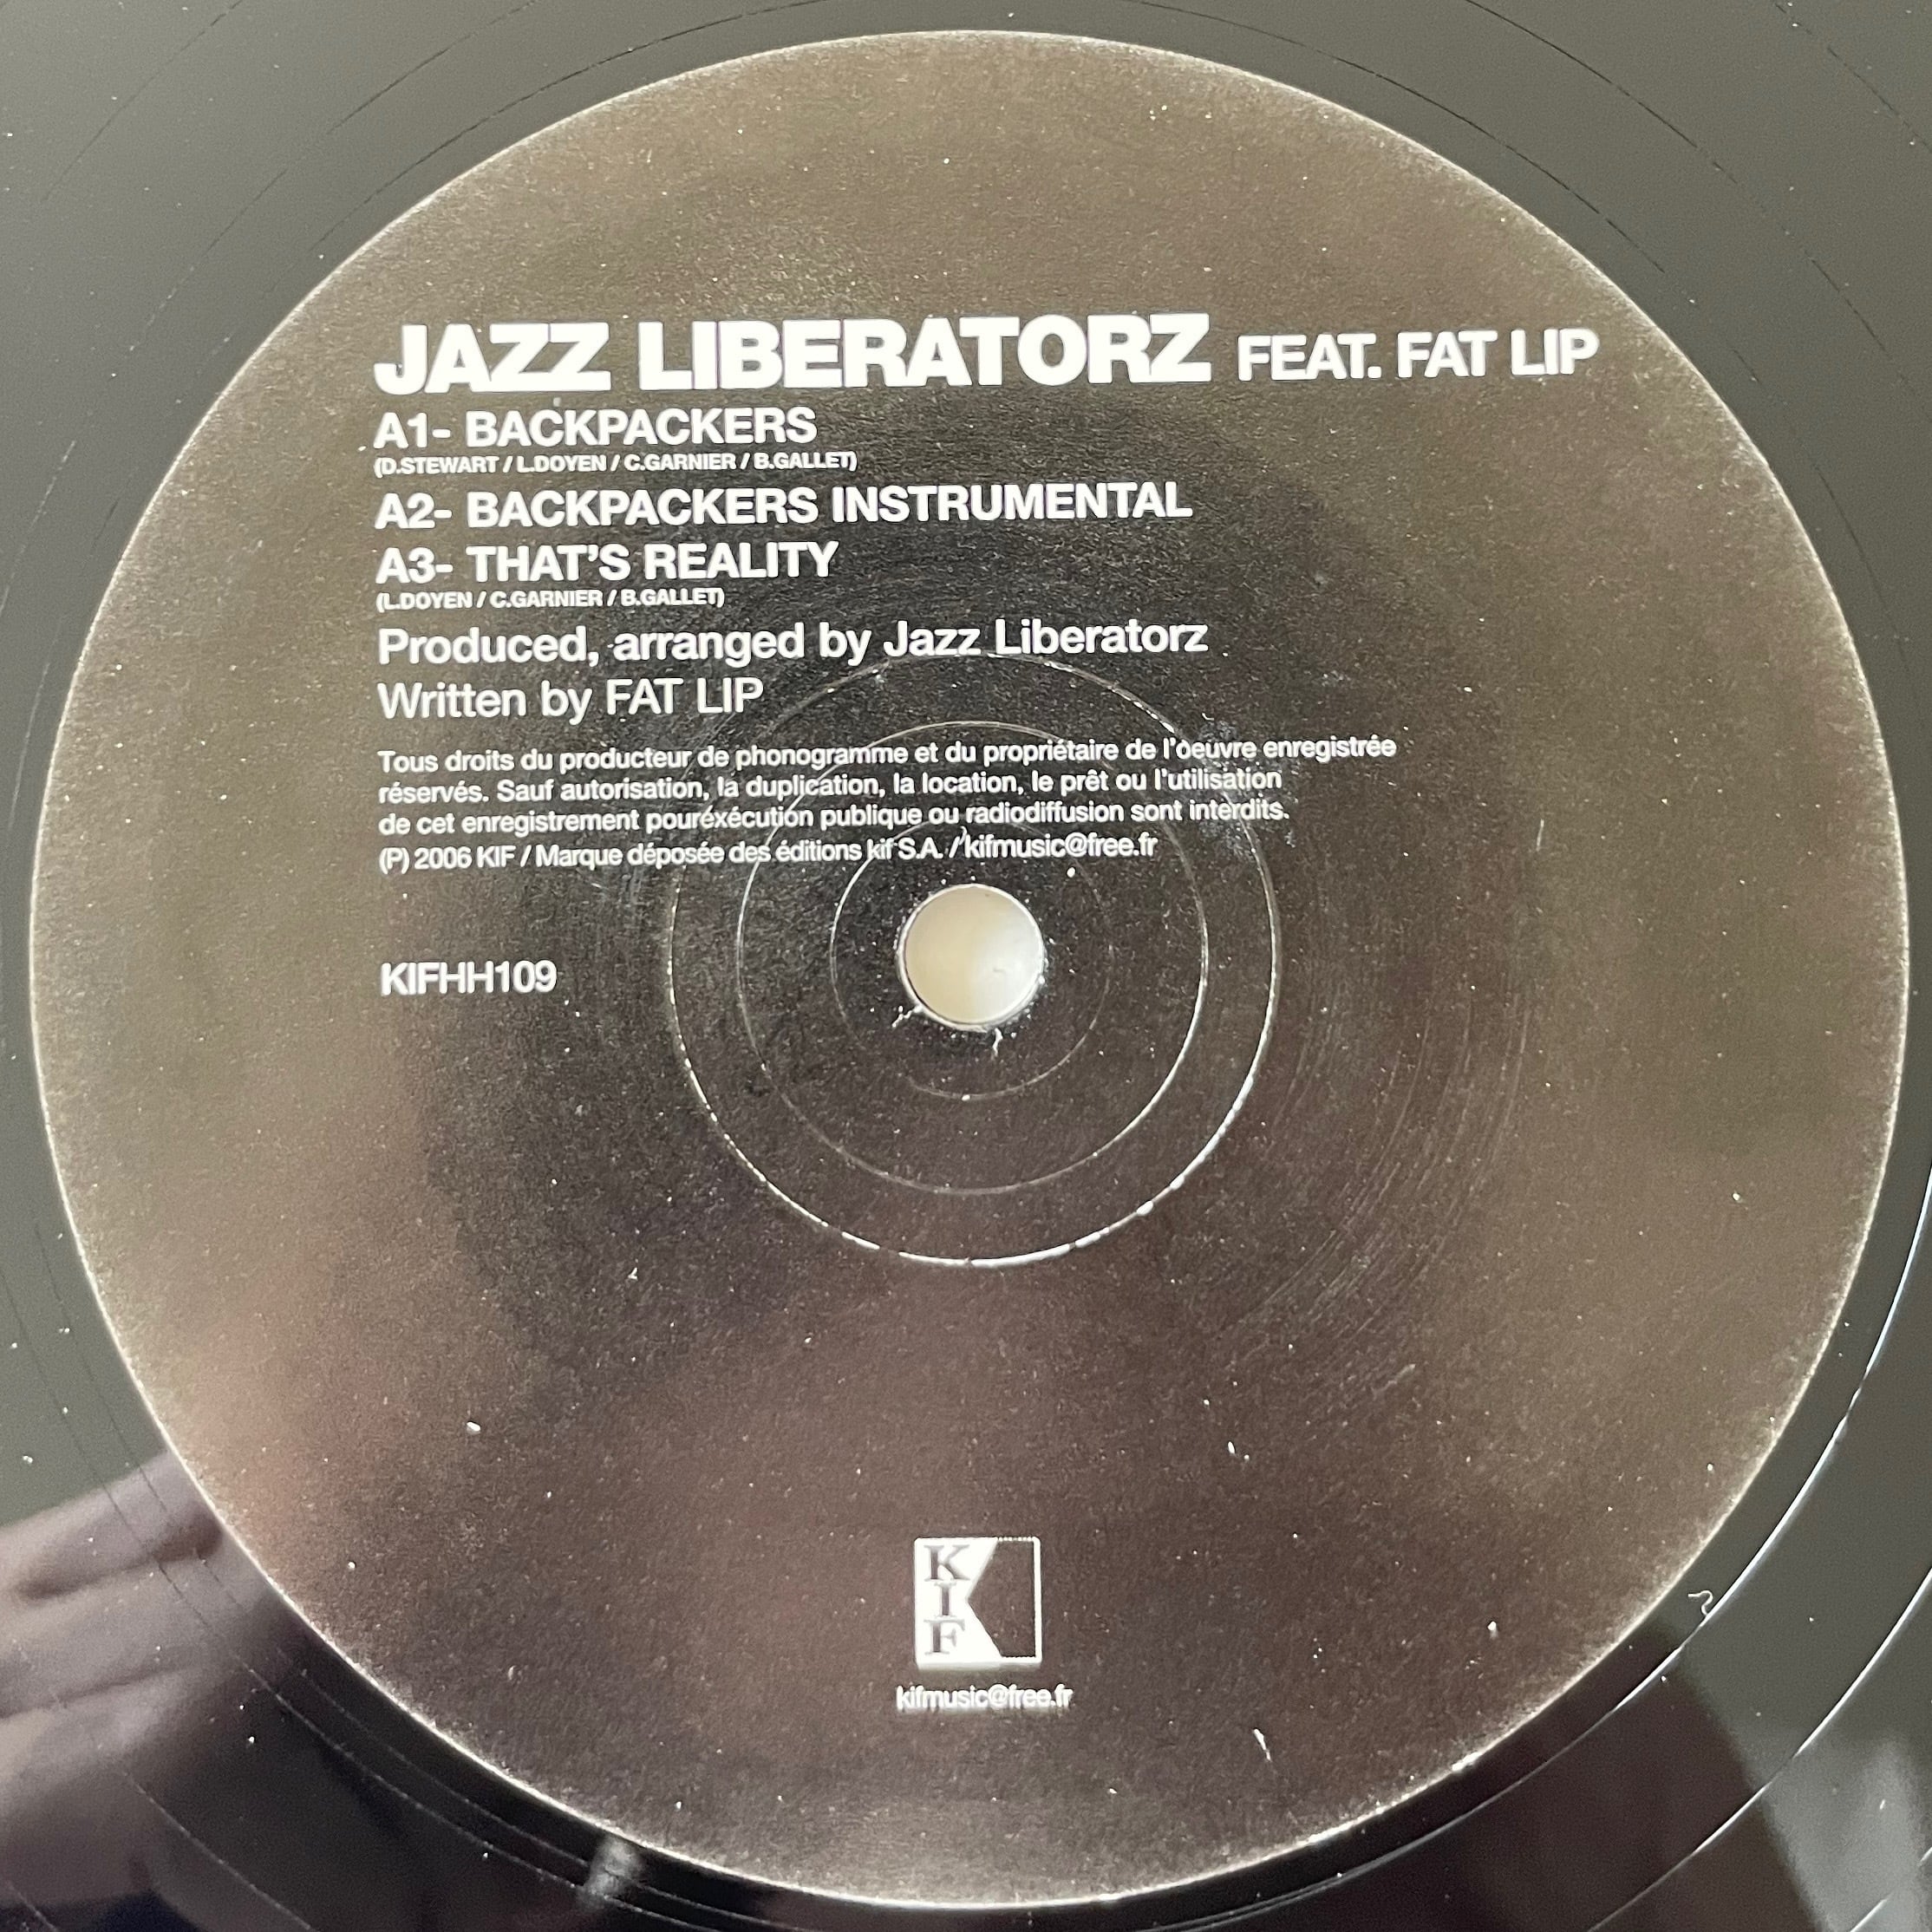 JAZZ LIBERATORZ FEAT. FAT LIP
A1- BACKPACKERS
(D.STEWART / L.DOYEN / C.GARNIER / B.GALLET)
A2- BACKPACKERS INSTRUMENTAL
A3- THAT'S REALITY
(L.DOYEN / C.GARNIER / B.GALLET)
Produced, arranged by Jazz Liberatorz
Written by FAT LIP
Tous droits du producteur de phonogramme et du propriétaire de l'oeuvre enregistrée
réservés. Sauf autorisation, la duplication, la location, le prêt ou l'utilisation
de cet enregistrement pouréxécution publique ou radiodiffusion sont interdits.
(P) 2006 KIF / Marque déposée des éditions kif S.A. / kifmusic@free.fr
KIFHH109
KIF
kifmusic@free.fr